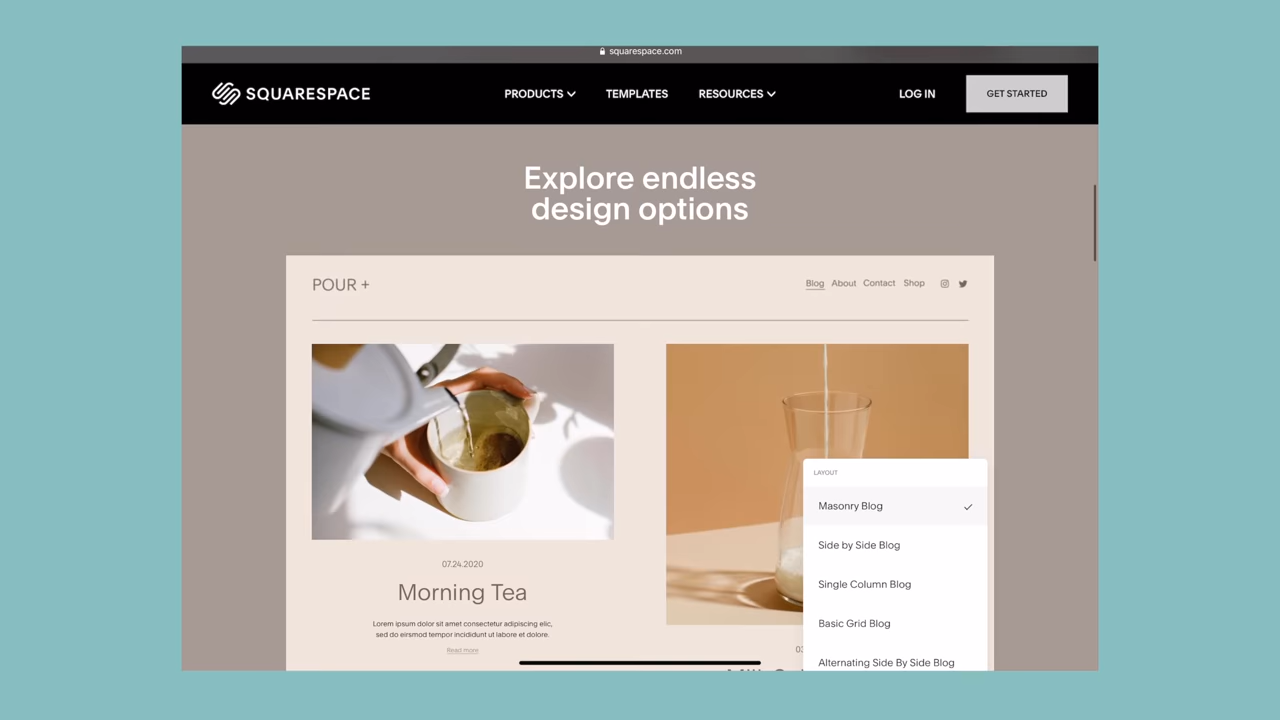 squarespace.com
SQUARESPACE
PRODUCTS
TEMPLATES
RESOURCES
LOG IN
GET STARTED
Explore endless
design options
POUR +
Blog
About
Contact
Shop
07.24.2020
Morning Tea
Lorem ipsum dolor sit amet consectetur adipiscing elic,
sed do eirsmod tempor incididunt ut labore et dolore.
Read more
LAYOUT
Masonry Blog
Side by Side Blog
Single Column Blog
Basic Grid Blog
Alternating Side By Side Blog